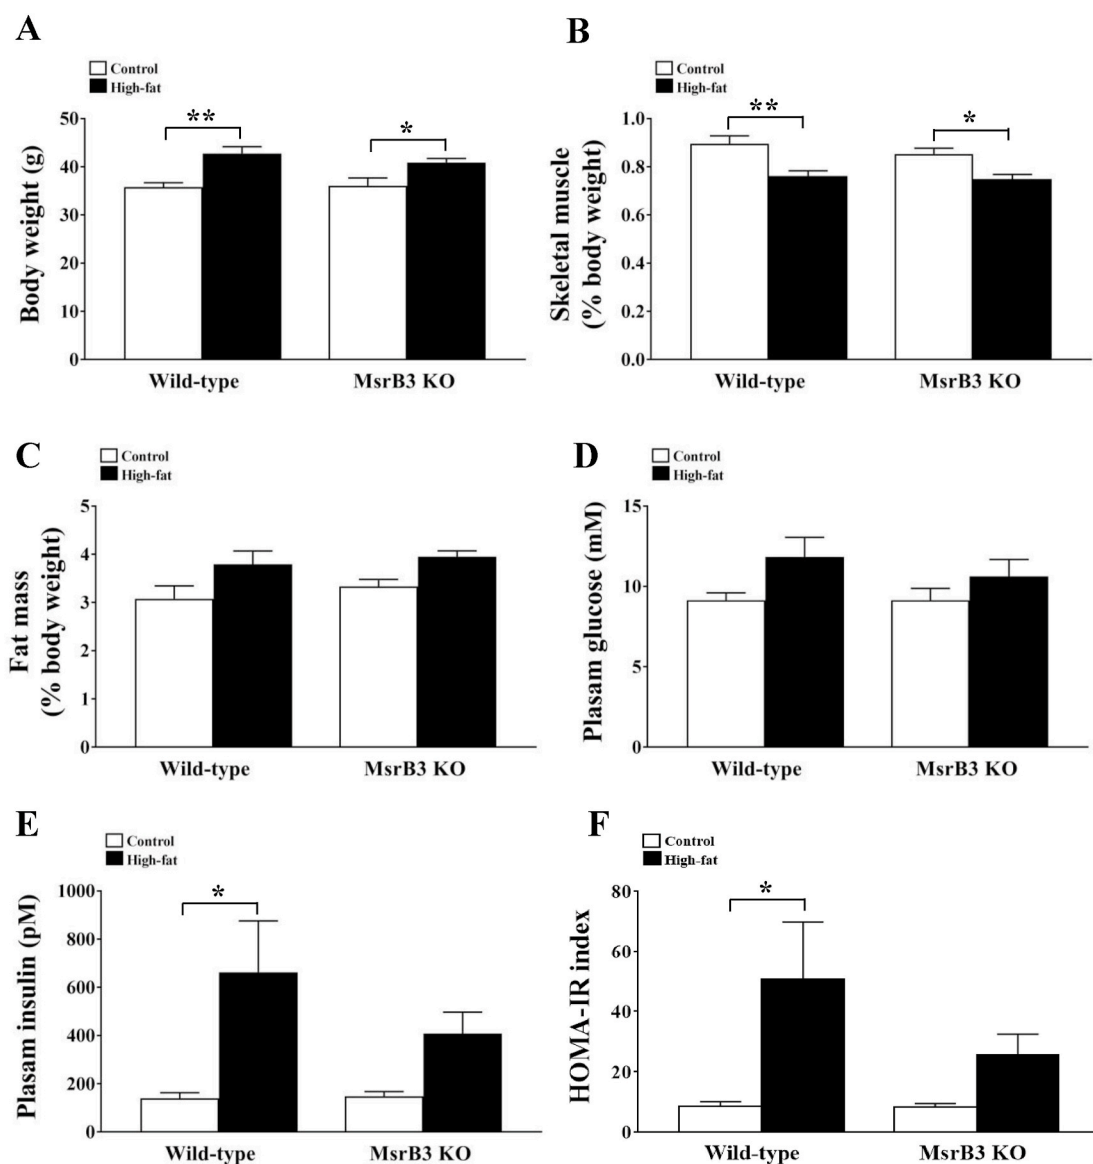 A
Control
High-fat
**
*
50
40
30
20
10
0
Body weight (g)
Wild-type
MsrB3 KO
B
Control
High-fat
**
*
1.0
0.8
0.6
0.4
0.2
0.0
Skeletal muscle
(% body weight)
Wild-type
MsrB3 KO
C
Control
High-fat
5
4
3
2
1
0
Fat mass
(% body weight)
Wild-type
MsrB3 KO
D
Control
High-fat
15
10
5
0
Plasam glucose (mM)
Wild-type
MsrB3 KO
E
Control
High-fat
*
1000
800
600
400
200
0
Plasam insulin (pM)
Wild-type
MsrB3 KO
F
Control
High-fat
*
80
60
40
20
0
HOMA-IR index
Wild-type
MsrB3 KO